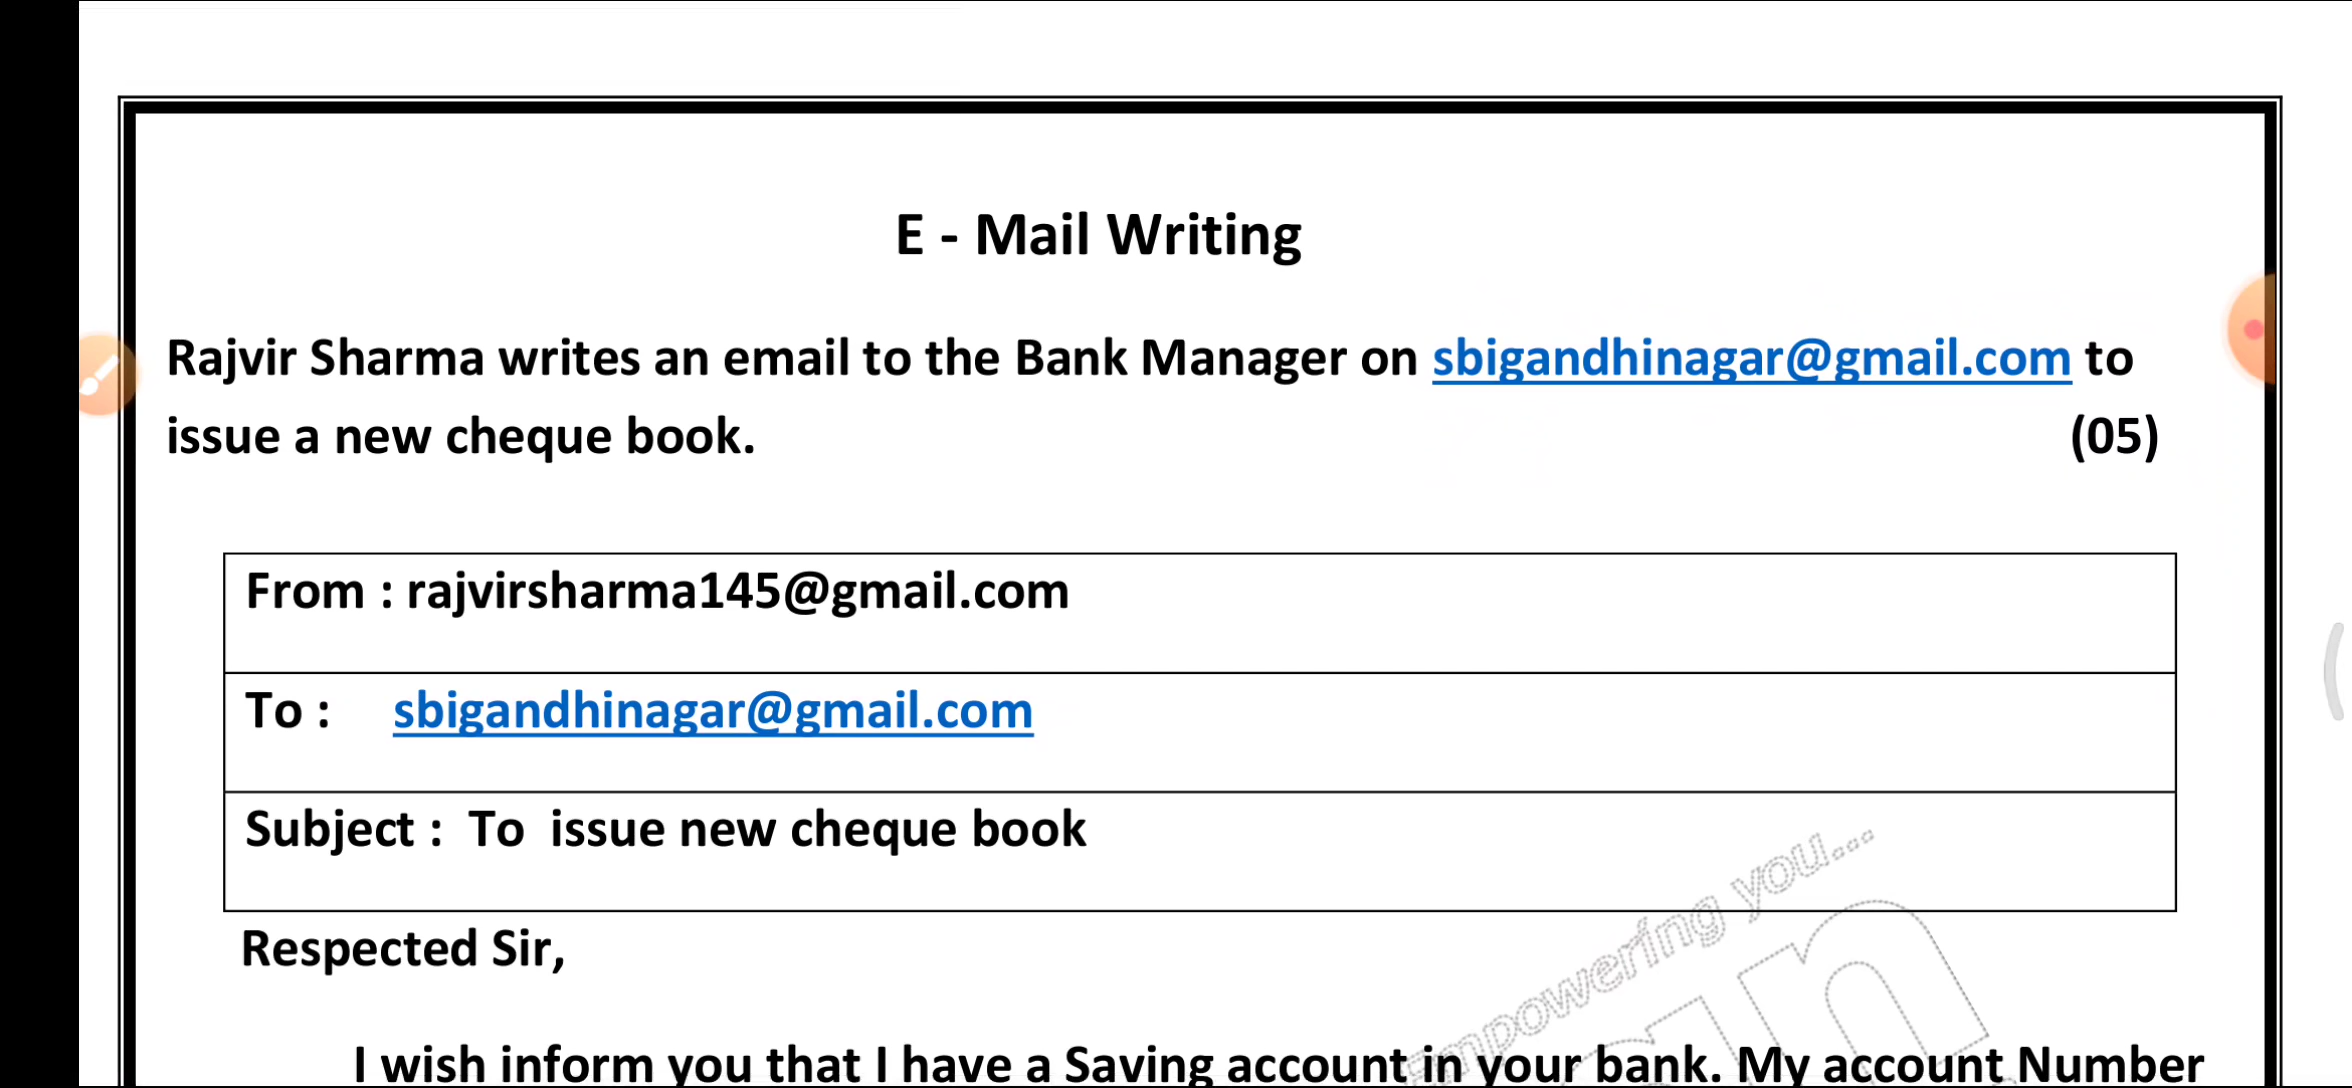 E - Mail Writing
Rajvir Sharma writes an email to the Bank Manager on sbigandhinagar@gmail.com to
issue a new cheque book. (05)
From : rajvirsharma145@gmail.com
To : sbigandhinagar@gmail.com
Subject : To issue new cheque book
Respected Sir,
empowering you...
I wish inform you that I have a Saving account in your bank. My account Number